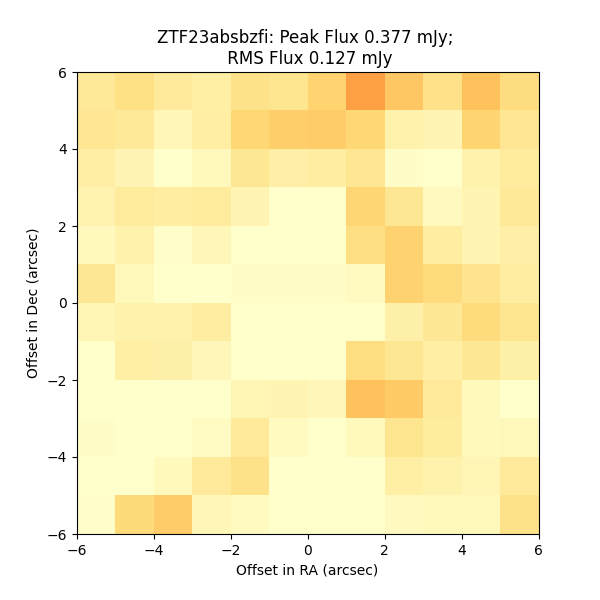 ZTF23absbzfi: Peak Flux 0.377 mJy;
RMS Flux 0.127 mJy
6
4
2
0
−2
−4
−6
Offset in Dec (arcsec)
−6 −4 −2 0 2 4 6
Offset in RA (arcsec)